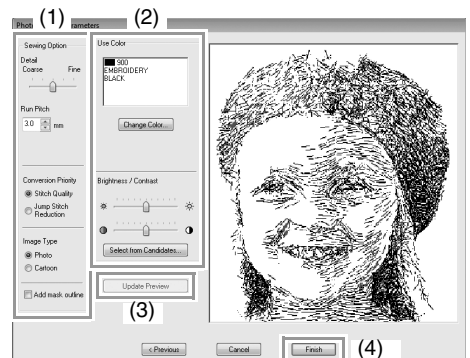 (1)
(2)
Photo
rameters
Sewing Option
Detail
Coarse Fine
Run Pitch
3.0 mm
Conversion Priority
Stitch Quality
Jump Stitch
Reduction
Image Type
Photo
Cartoon
Add mask outline
Use Color
900
EMBROIDERY
BLACK
Change Color...
Brightness / Contrast
Select from Candidates...
Update Preview
(3)
< Previous
Cancel
Finish
(4)